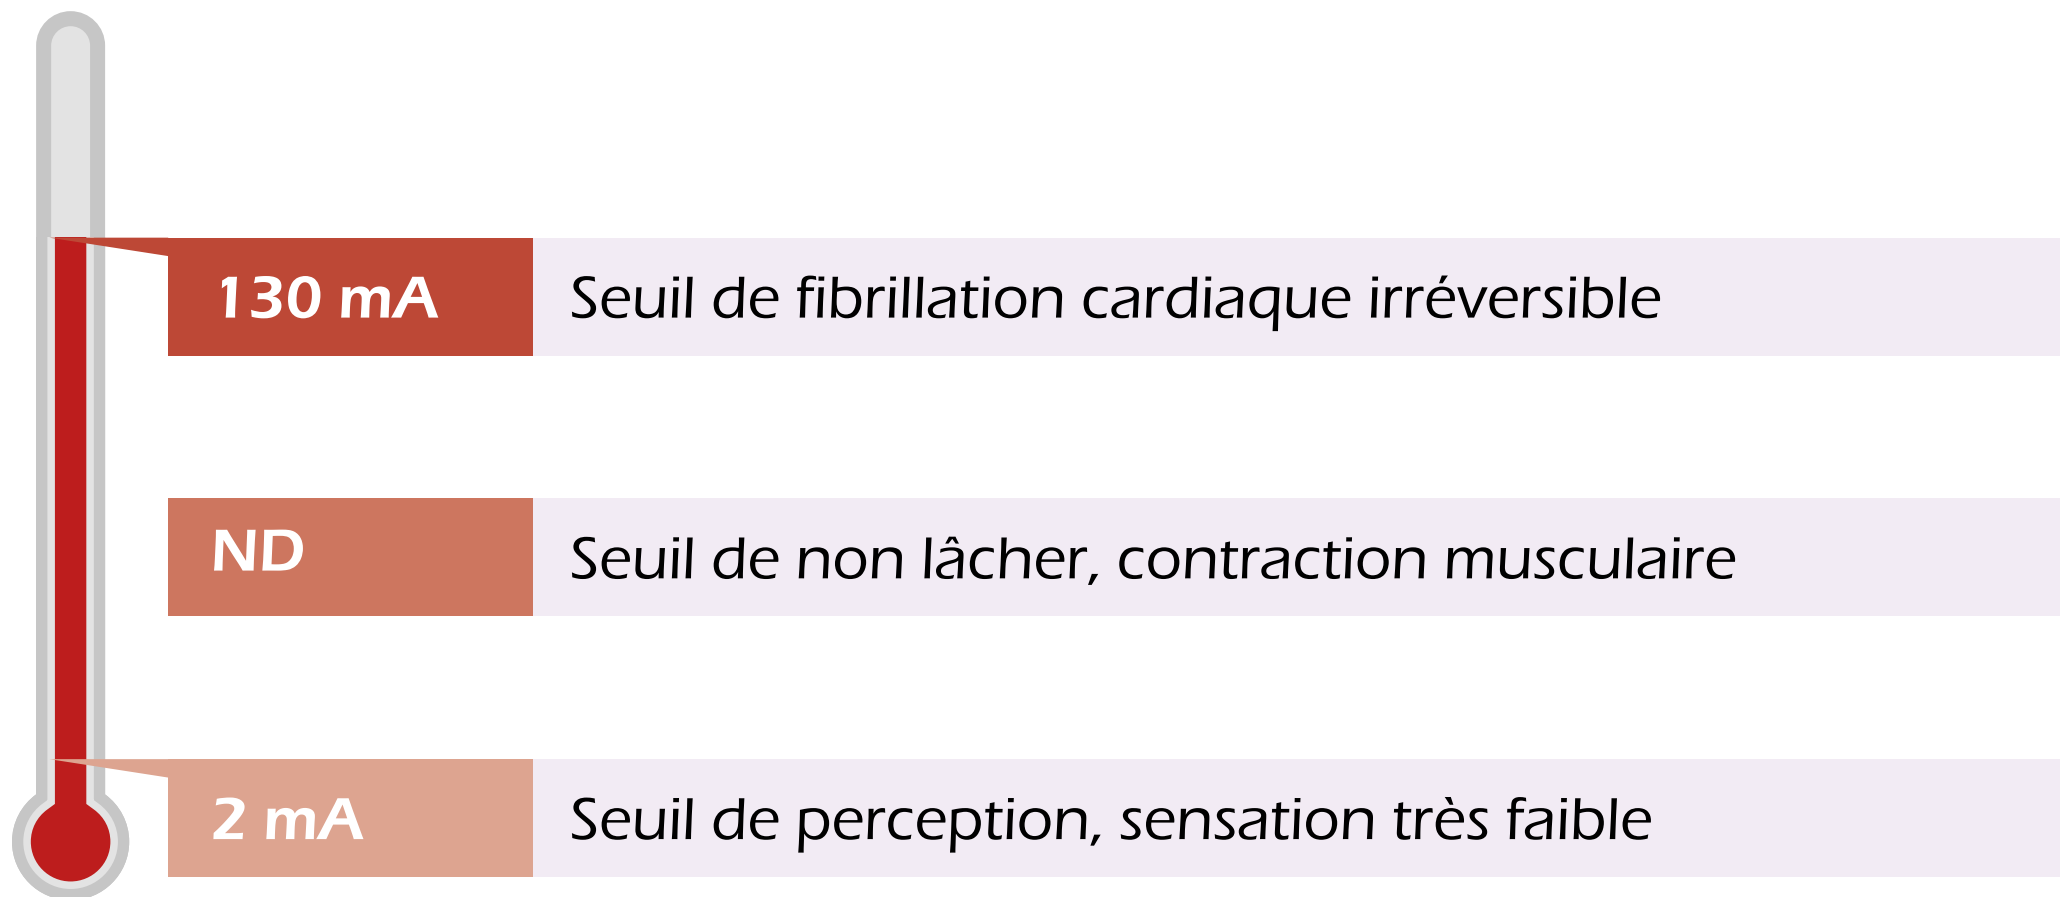 130 mA Seuil de fibrillation cardiaque irréversible
ND Seuil de non lâcher, contraction musculaire
2 mA Seuil de perception, sensation très faible